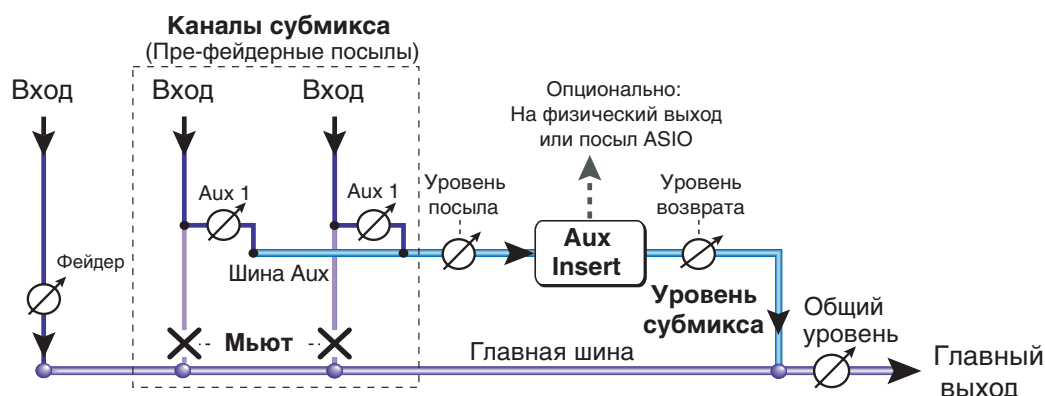 Каналы субмикса
(Пре-фейдерные посылы)
Вход
Вход
Вход
Опционально:
На физический выход
или посыл ASIO
Aux 1
Aux 1
Уровень
посыла
Уровень
возврата
Aux
Insert
Фейдер
Шина Aux
Уровень
субмикса
Общий
уровень
Мьют
Главная шина
Главный
выход